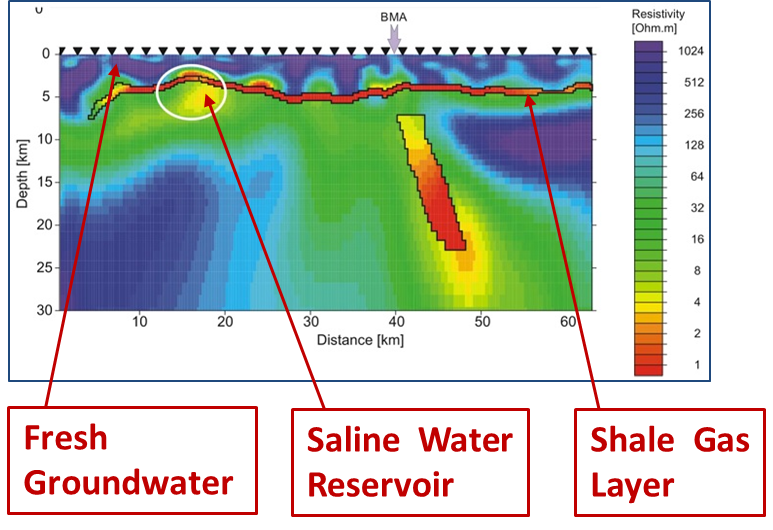 0
BMA
Resistivity
[Ohm.m]
0
5
10
15
20
25
30
Depth [km]
10
20
30
40
50
60
Distance [km]
1024
512
256
128
64
32
16
8
4
2
1
Fresh
Groundwater
Saline Water
Reservoir
Shale Gas
Layer